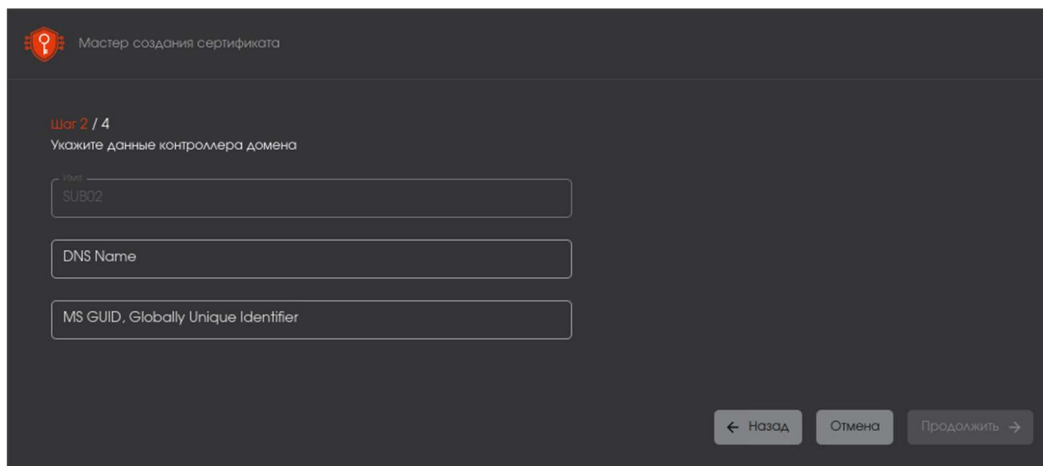 Мастер создания сертификата
Шаг 2 / 4
Укажите данные контроллера домена
Имя
SUB02
DNS Name
MS GUID, Globally Unique Identifier
← Назад
Отмена
Продолжить →